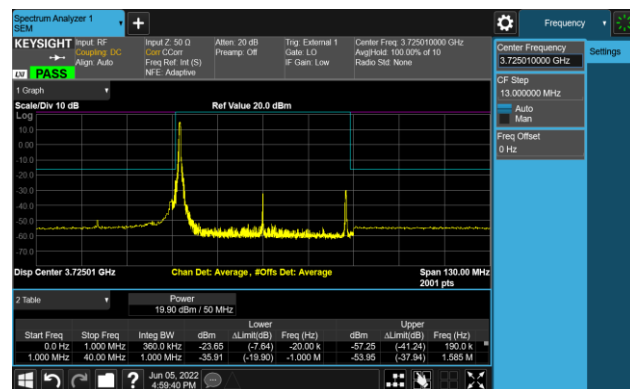 Spectrum Analyzer 1
SEM
Frequency
KEYSIGHT
Input: RF
Coupling: DC
Align: Auto
Input Z: 50 Ω
Corr CCorr
Freq Ref: Int (S)
NFE: Adaptive
Atten: 20 dB
Preamp: Off
Trig: External 1
Gate: LO
IF Gain: Low
Center Freq: 3.725010000 GHz
Avg|Hold: 100.00% of 10
Radio Std: None
LXI PASS
Center Frequency
3.725010000 GHz
Settings
CF Step
13.000000 MHz
Auto
Man
Freq Offset
0 Hz
1 Graph
Scale/Div 10 dB
Ref Value 20.0 dBm
Log
10.0
0.00
-10.0
-20.0
-30.0
-40.0
-50.0
-60.0
-70.0
Disp Center 3.72501 GHz
Chan Det: Average, #Offs Det: Average
Span 130.00 MHz
2001 pts
2 Table
Power
19.90 dBm / 50 MHz
Lower Upper
Start Freq Stop Freq Integ BW dBm ΔLimit(dB) Freq (Hz) dBm ΔLimit(dB) Freq (Hz)
0.0 Hz 1.000 MHz 360.0 kHz -23.65 (-7.64) -20.00 k -57.25 (-41.24) 190.0 k
1.000 MHz 40.00 MHz 1.000 MHz -35.91 (-19.90) -1.000 M -53.95 (-37.94) 1.585 M
Jun 05, 2022
4:59:40 PM